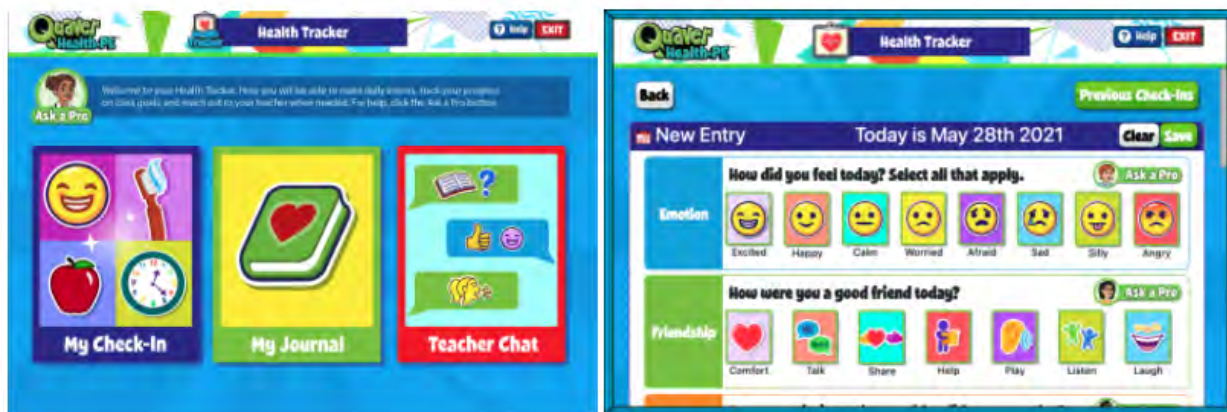 Quaver
Health•PE
Tracker
Health Tracker
? Help
EXIT
Ask a Pro
Welcome to your Health Tracker. Here you will be able to make daily entries, track your progress
on class goals and reach out to your teacher when needed. For help, click the Ask a Pro button.
My Check-In
My Journal
?
Teacher Chat
Quaver
Health•PE
Health Tracker
? Help
EXIT
Back
Previous Check-Ins
New Entry
Today is May 28th 2021
Clear
Save
Emotion
How did you feel today? Select all that apply.
Ask a Pro
Excited
Happy
Calm
Worried
Afraid
Sad
Silly
Angry
Friendship
How were you a good friend today?
Ask a Pro
Comfort
Talk
Share
Help
Play
Listen
Laugh